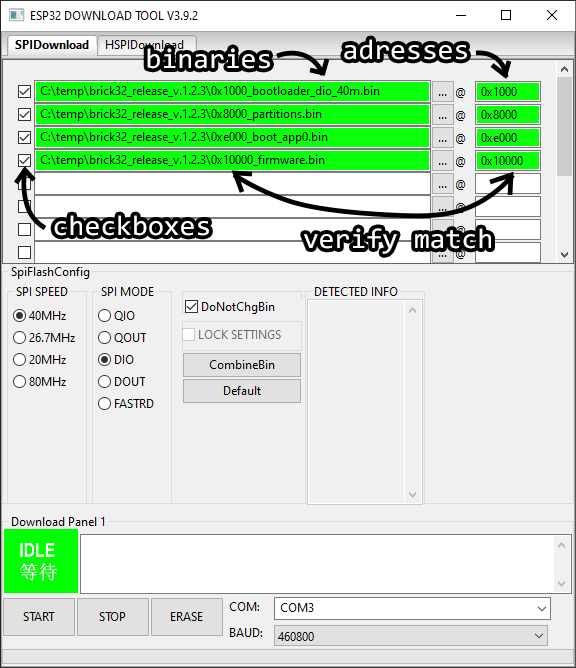 ESP32 DOWNLOAD TOOL V3.9.2
SPIDownload HSPIDownload
binaries adresses
C:\temp\brick32_release_v.1.2.3\0x1000_bootloader_dio_40m.bin ... @ 0x1000
C:\temp\brick32_release_v.1.2.3\0x8000_partitions.bin ... @ 0x8000
C:\temp\brick32_release_v.1.2.3\0xe000_boot_app0.bin ... @ 0xe000
C:\temp\brick32_release_v.1.2.3\0x10000_firmware.bin ... @ 0x10000
... @
... @
checkboxes verify match
... @
... @
SpiFlashConfig
SPI SPEED
40MHz
26.7MHz
20MHz
80MHz
SPI MODE
QIO
QOUT
DIO
DOUT
FASTRD
DoNotChgBin
LOCK SETTINGS
CombineBin
Default
DETECTED INFO
Download Panel 1
IDLE
等待
START STOP ERASE
COM: COM3
BAUD: 460800